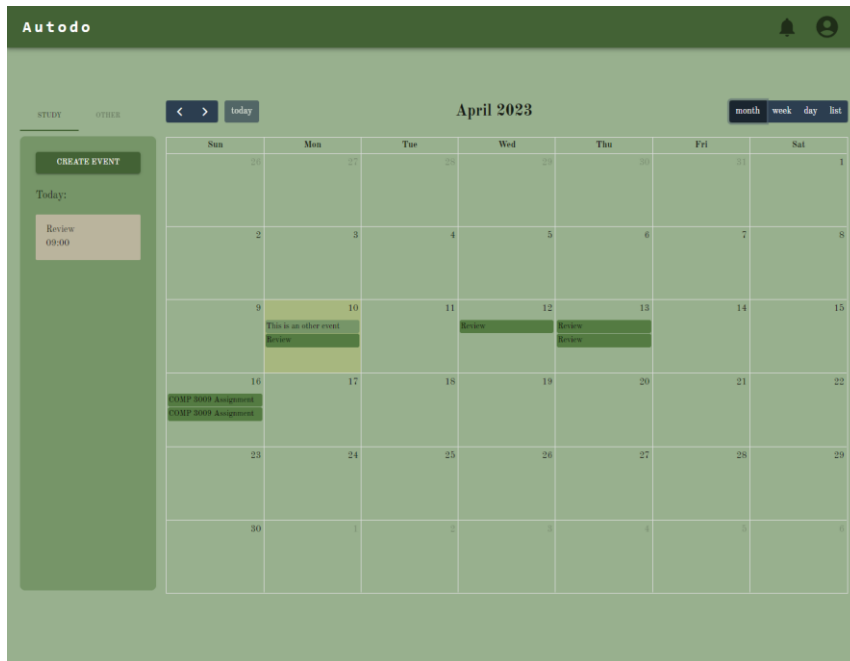 Autodo
STUDY OTHER
today
April 2023
month week day list
CREATE EVENT
Today:
Review
09:00
Sun Mon Tue Wed Thu Fri Sat
26 27 28 29 30 31 1
2 3 4 5 6 7 8
9 10 11 12 13 14 15
This is an other event
Review
Review
Review
Review
16 17 18 19 20 21 22
COMP 3009 Assignment
COMP 3009 Assignment
23 24 25 26 27 28 29
30 1 2 3 4 5 6